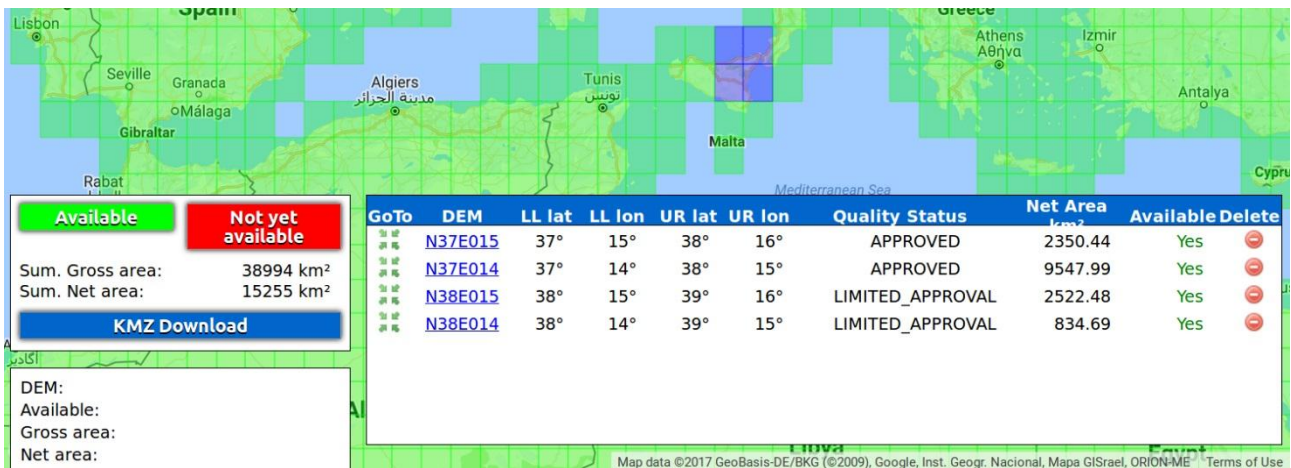 Spain
Greece
Lisbon
Athens
Αθήνα
Izmir
Seville
Granada
Algiers
مدينة الجزائر
Tunis
تونس
Antalya
Málaga
Gibraltar
Malta
Rabat
Mediterranean Sea
Cypru
Available
Not yet
available
Sum. Gross area: 38994 km²
Sum. Net area: 15255 km²
KMZ Download
GoTo DEM LL lat LL lon UR lat UR lon Quality Status Net Area km² Available Delete
N37E015 37° 15° 38° 16° APPROVED 2350.44 Yes
N37E014 37° 14° 38° 15° APPROVED 9547.99 Yes
N38E015 38° 15° 39° 16° LIMITED_APPROVAL 2522.48 Yes
N38E014 38° 14° 39° 15° LIMITED_APPROVAL 834.69 Yes
أكادير
DEM:
Available:
Gross area:
Net area:
Al
Libya
Egypt
Map data ©2017 GeoBasis-DE/BKG (©2009), Google, Inst. Geogr. Nacional, Mapa GISrael, ORION-ME Terms of Use